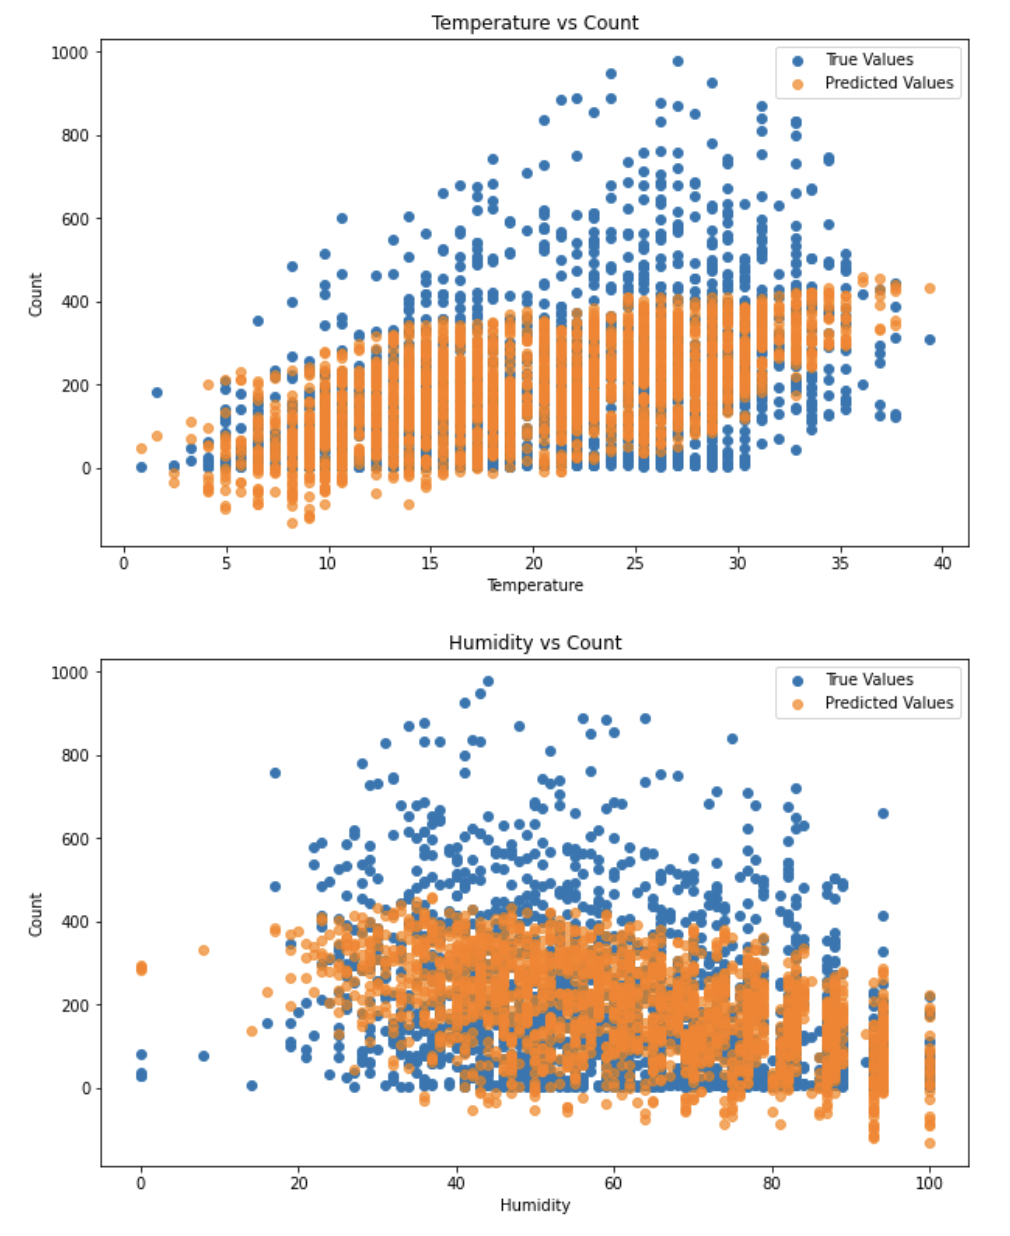 Temperature vs Count
True Values
Predicted Values
1000
800
600
400
200
0
Count
0 5 10 15 20 25 30 35 40
Temperature
Humidity vs Count
True Values
Predicted Values
1000
800
600
400
200
0
Count
0 20 40 60 80 100
Humidity